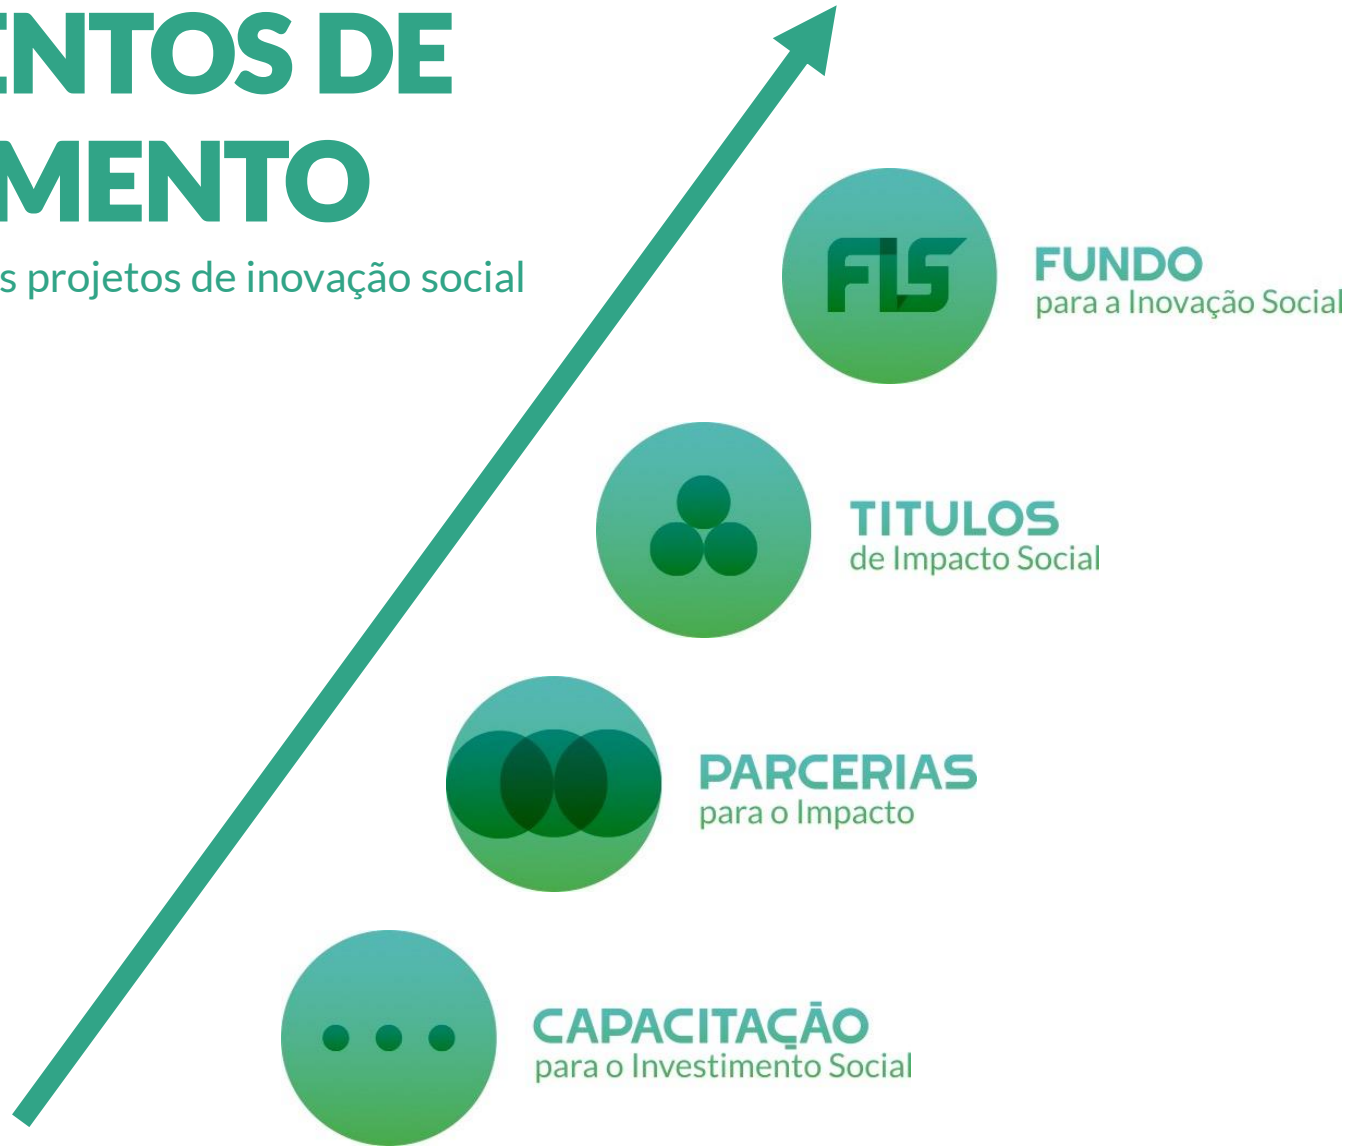 ENTOS DE
MENTO
s projetos de inovação social
FIS
FUNDO
para a Inovação Social
TITULOS
de Impacto Social
PARCERIAS
para o Impacto
CAPACITAÇÃO
para o Investimento Social